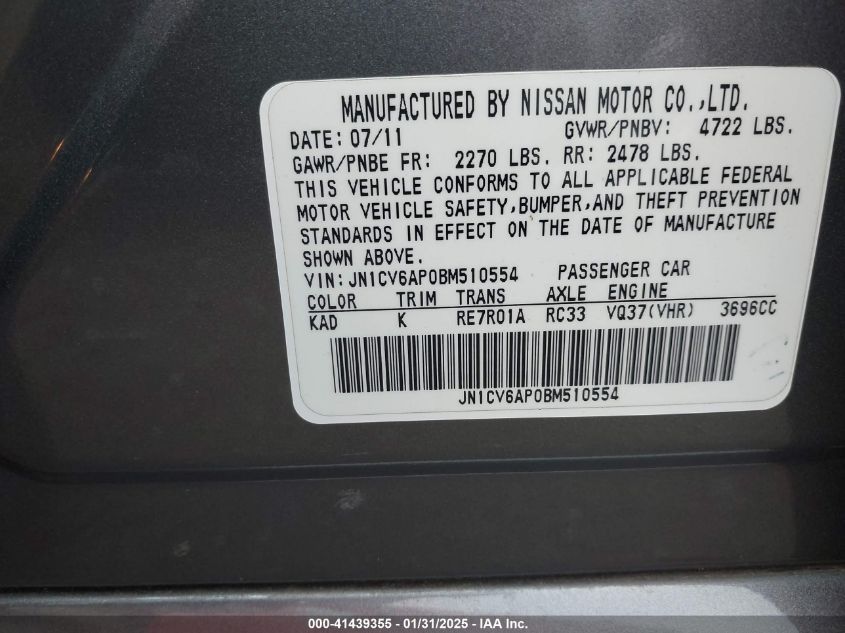 MANUFACTURED BY NISSAN MOTOR CO.,LTD.
DATE: 07/11 GVWR/PNBV: 4722 LBS.
GAWR/PNBE FR: 2270 LBS. RR: 2478 LBS.
THIS VEHICLE CONFORMS TO ALL APPLICABLE FEDERAL
MOTOR VEHICLE SAFETY,BUMPER,AND THEFT PREVENTION
STANDARDS IN EFFECT ON THE DATE OF MANUFACTURE
SHOWN ABOVE.
VIN:JN1CV6AP0BM510554 PASSENGER CAR
COLOR TRIM TRANS AXLE ENGINE
KAD K RE7R01A RC33 VQ37(VHR) 3696CC
JN1CV6AP0BM510554
000-41439355 - 01/31/2025 - IAA Inc.